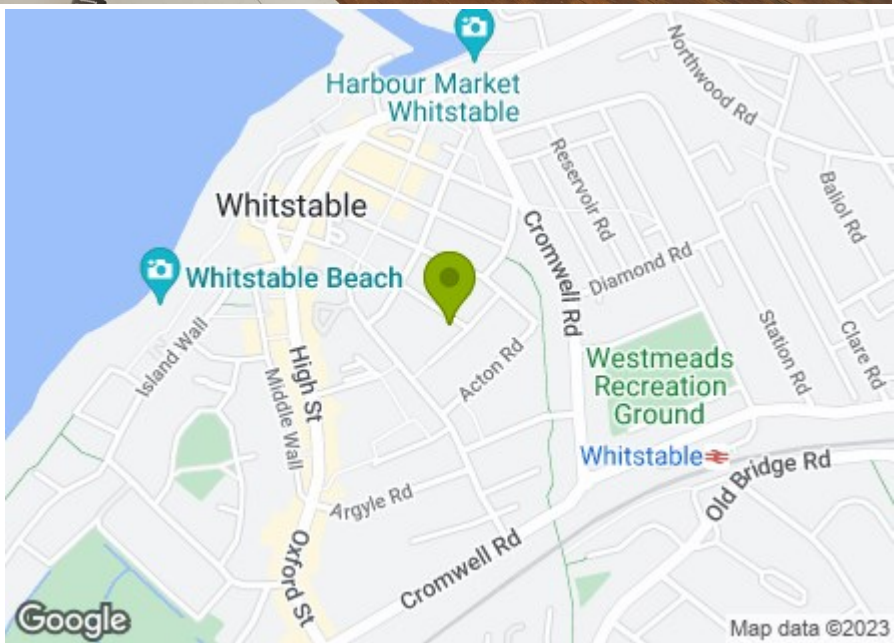 Harbour Market
Whitstable
Northwood Rd
Reservoir Rd
Baliol Rd
Whitstable
Cromwell Rd
Whitstable Beach
Diamond Rd
Island Wall
High St
Middle Wall
Acton Rd
Westmeads
Recreation
Ground
Station Rd
Clare Rd
Whitstable
Old Bridge Rd
Argyle Rd
Oxford St
Cromwell Rd
Google
Map data ©2023